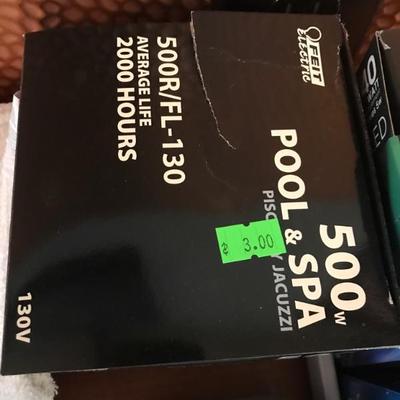 FEIT
electric
500W
POOL & SPA
JACUZZI
3.00
500R/FL-130
AVERAGE LIFE
2000 HOURS
130V